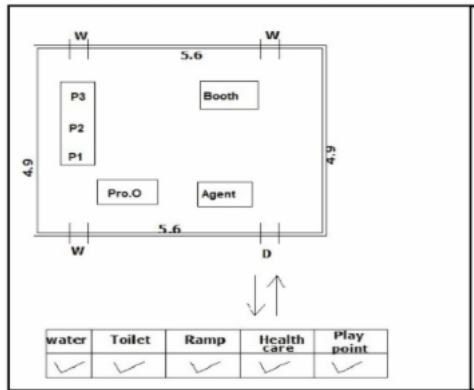 W W
5.6
P3 Booth
P2
4.9 P1 4.9
Pro.O Agent
5.6
W D
water Toilet Ramp Health care Play point